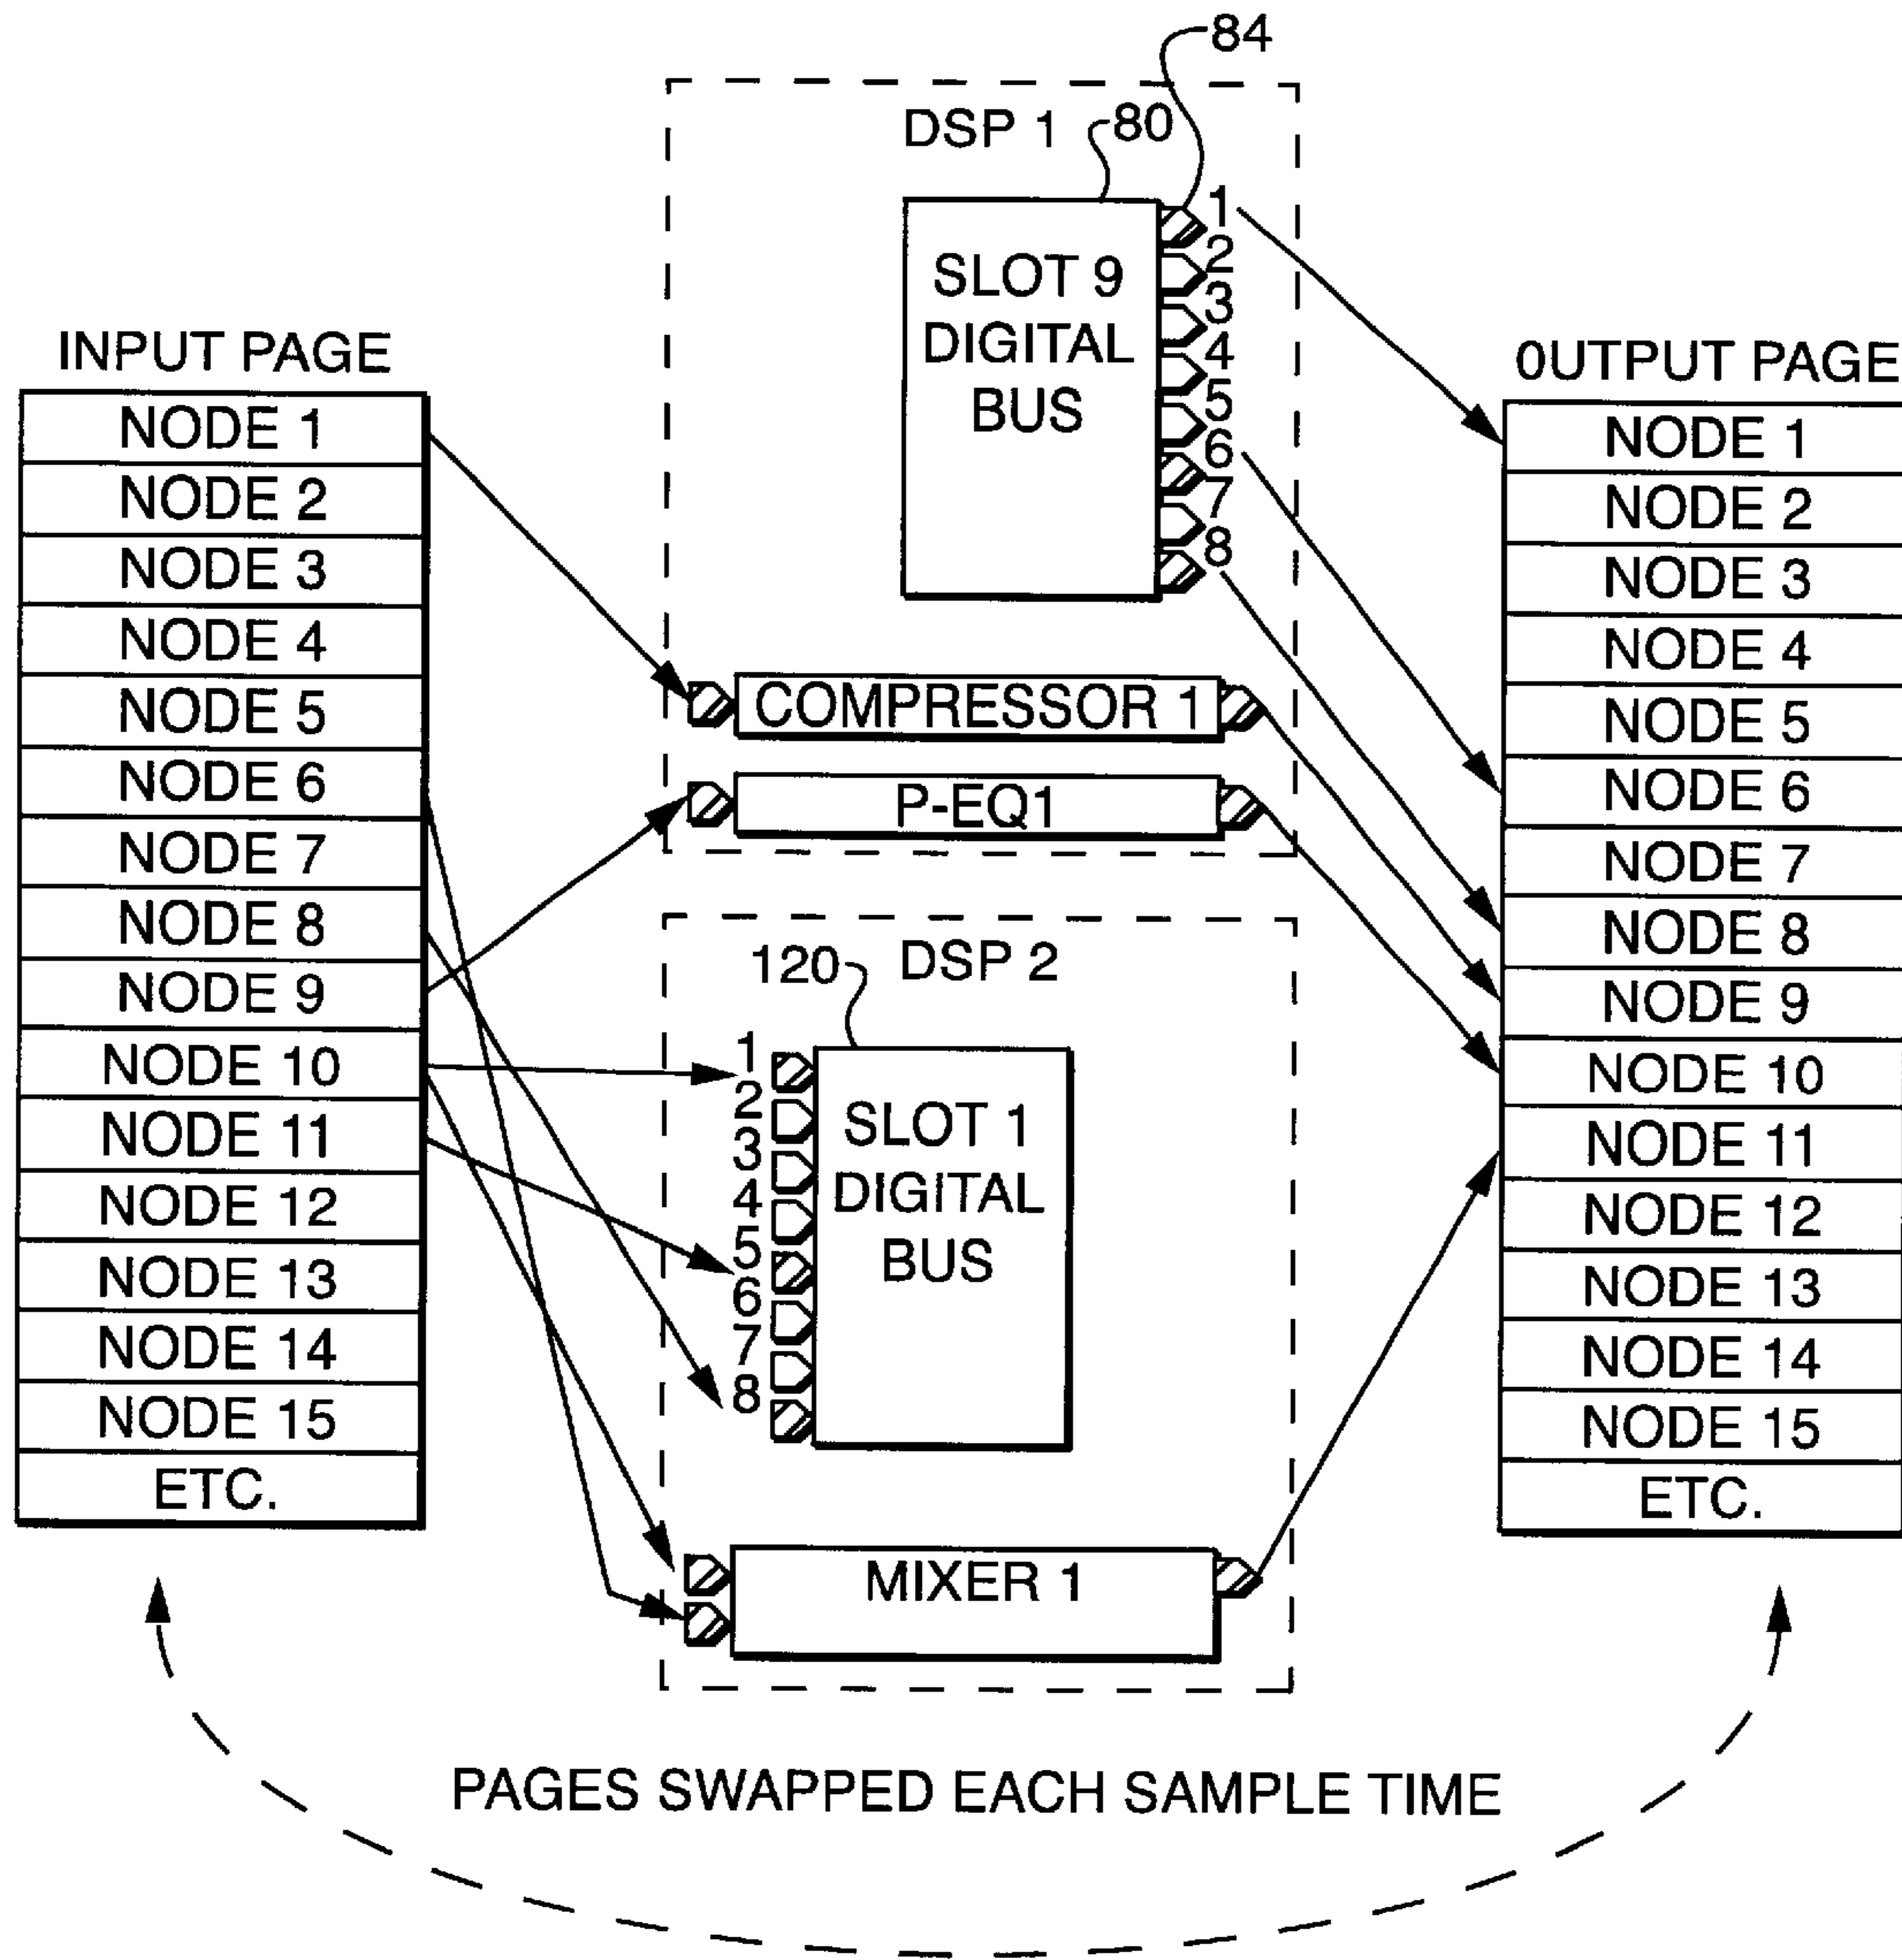 84
DSP 1
80
1
2
3
4
5
6
7
8
SLOT 9
DIGITAL
BUS
INPUT PAGE
NODE 1
NODE 2
NODE 3
NODE 4
NODE 5
NODE 6
NODE 7
NODE 8
NODE 9
NODE 10
NODE 11
NODE 12
NODE 13
NODE 14
NODE 15
ETC.
COMPRESSOR 1
P-EQ1
120
DSP 2
1
2
3
4
5
6
7
8
SLOT 1
DIGITAL
BUS
MIXER 1
0UTPUT PAGE
NODE 1
NODE 2
NODE 3
NODE 4
NODE 5
NODE 6
NODE 7
NODE 8
NODE 9
NODE 10
NODE 11
NODE 12
NODE 13
NODE 14
NODE 15
ETC.
PAGES SWAPPED EACH SAMPLE TIME